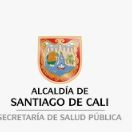 ALCALDÍA DE
SANTIAGO DE CALI
SECRETARÍA DE SALUD PÚBLICA